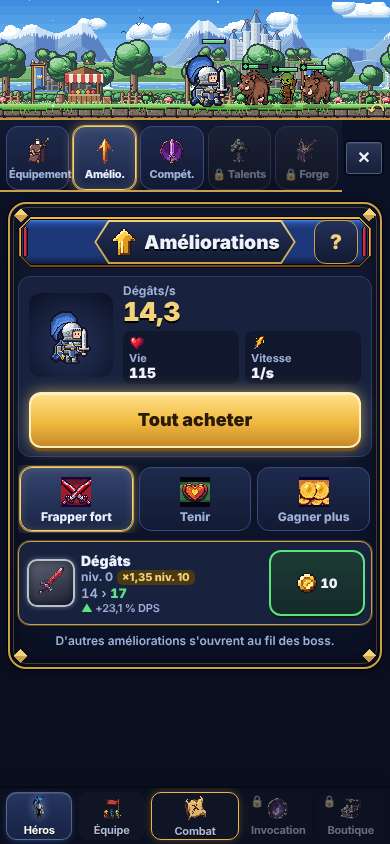 Équipement
Amélio.
Compét.
Talents
Forge
×
Améliorations
?
Dégâts/s
14,3
Vie
115
Vitesse
1/s
Tout acheter
Frapper fort
Tenir
Gagner plus
Dégâts
niv. 0 ×1,35 niv. 10
14 › 17
▲ +23,1 % DPS
10
D'autres améliorations s'ouvrent au fil des boss.
Héros
Équipe
Combat
Invocation
Boutique